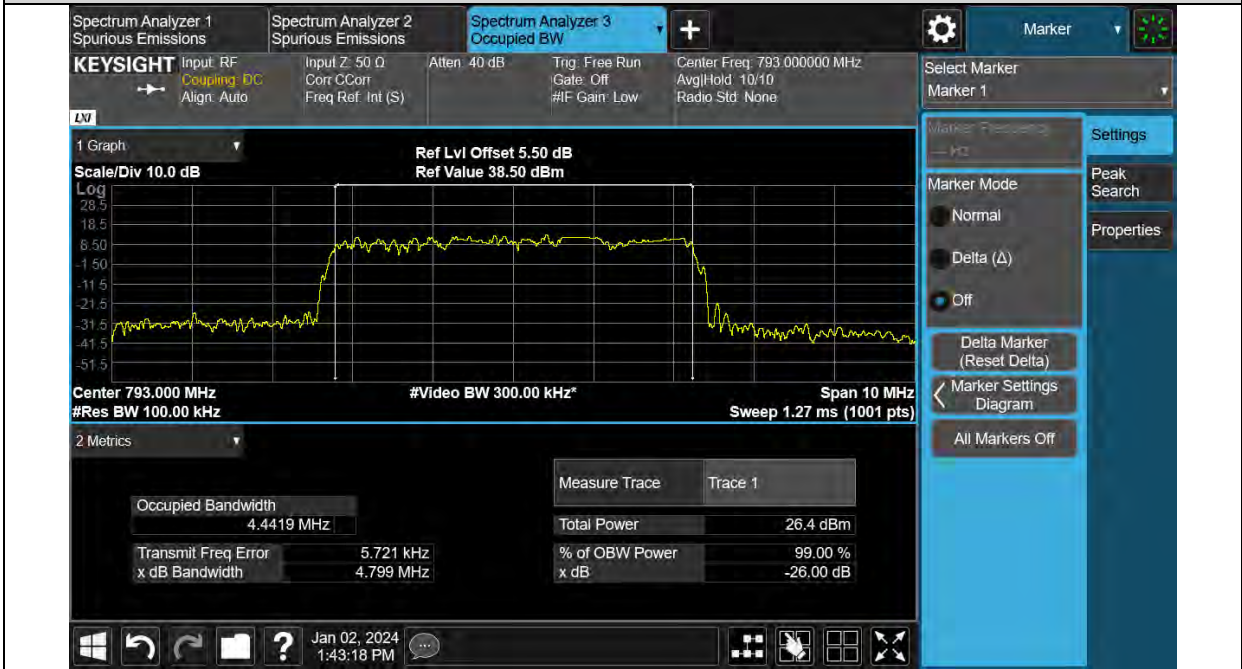 Spectrum Analyzer 1
Spurious Emissions
Spectrum Analyzer 2
Spurious Emissions
Spectrum Analyzer 3
Occupied BW
Marker
KEYSIGHT
Input: RF
Coupling: DC
Align: Auto
Input Z: 50 Ω
Corr CCorr
Freq Ref: Int (S)
Atten: 40 dB
Trig: Free Run
Gate: Off
#IF Gain: Low
Center Freq: 793.000000 MHz
Avg|Hold: 10/10
Radio Std: None
LXI
Select Marker
Marker 1
Marker Frequency
--- Hz
Settings
Peak
Search
Properties
Marker Mode
Normal
Delta (Δ)
Off
Delta Marker
(Reset Delta)
Marker Settings
Diagram
All Markers Off
1 Graph
Scale/Div 10.0 dB
Ref Lvl Offset 5.50 dB
Ref Value 38.50 dBm
Log
28.5
18.5
8.50
-1.50
-11.5
-21.5
-31.5
-41.5
-51.5
Center 793.000 MHz
#Res BW 100.00 kHz
#Video BW 300.00 kHz*
Span 10 MHz
Sweep 1.27 ms (1001 pts)
2 Metrics
Occupied Bandwidth
4.4419 MHz
Transmit Freq Error 5.721 kHz
x dB Bandwidth 4.799 MHz
Measure Trace Trace 1
Total Power 26.4 dBm
% of OBW Power 99.00 %
x dB -26.00 dB
Jan 02, 2024
1:43:18 PM